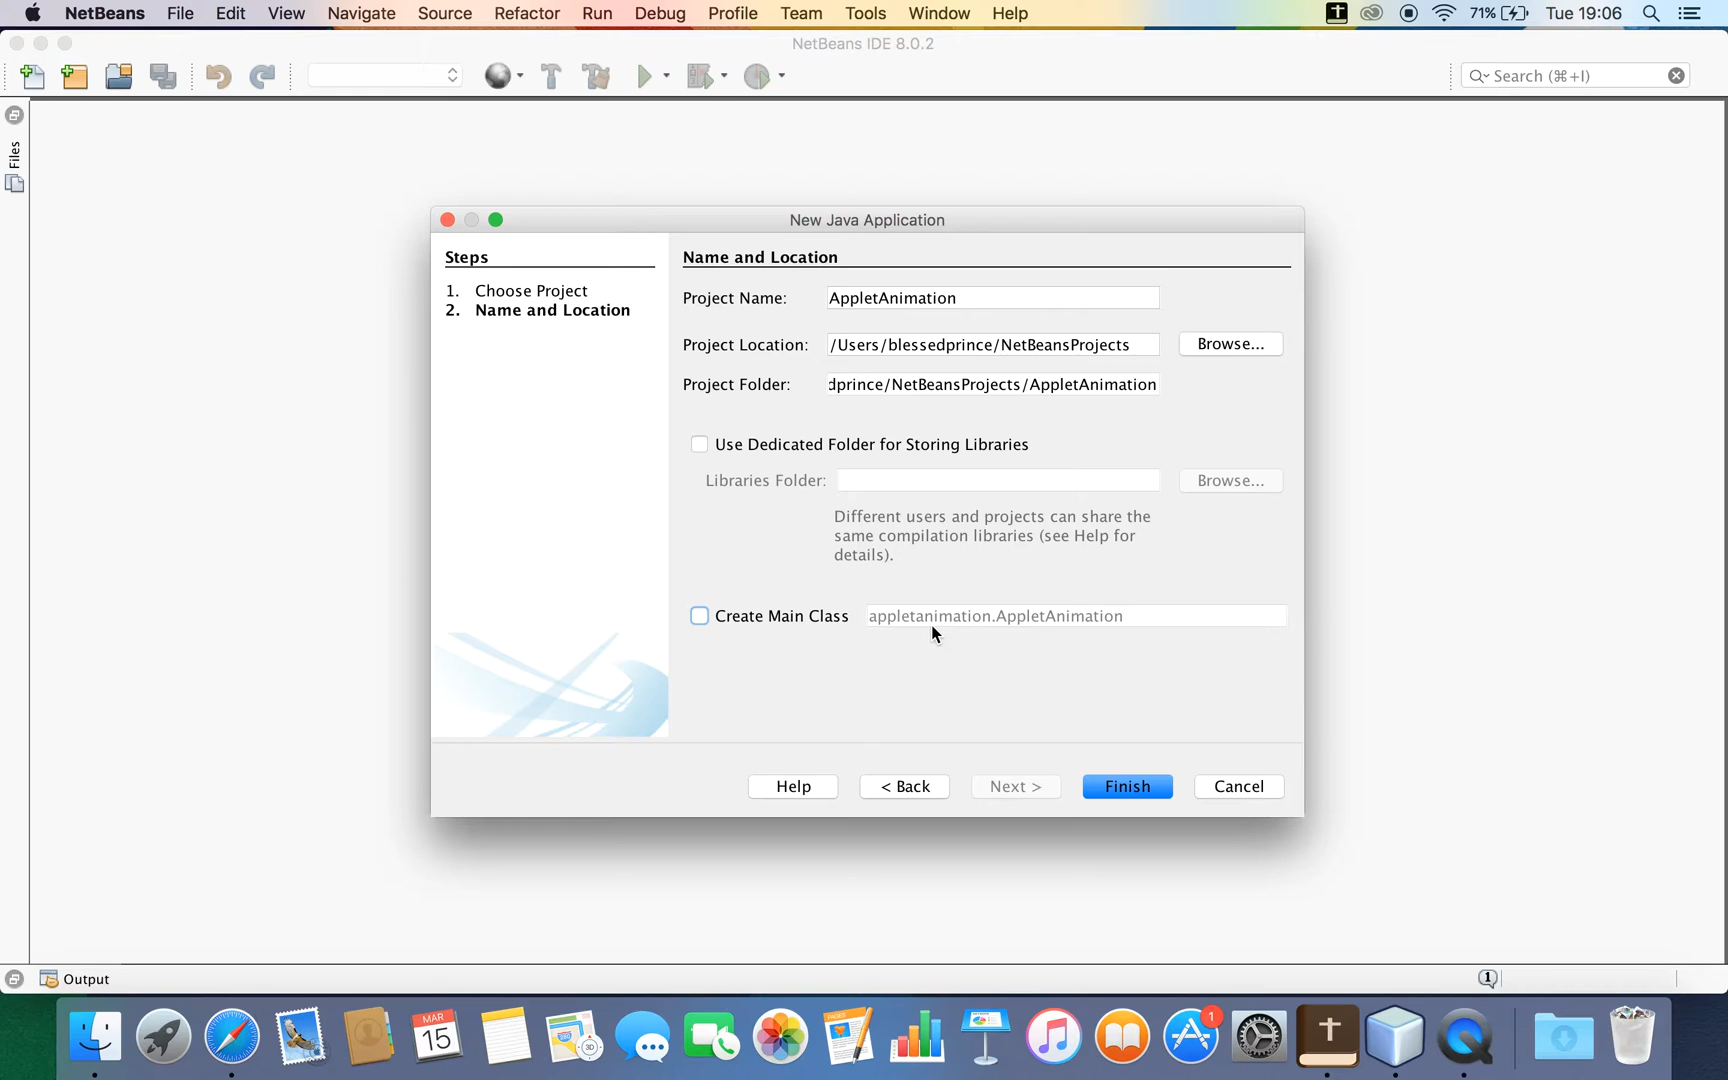 NetBeans File Edit View Navigate Source Refactor Run Debug Profile Team Tools Window Help 71% Tue 19:06
NetBeans IDE 8.0.2
Search (⌘+I)
Files
New Java Application
Steps
1. Choose Project
2. Name and Location
Name and Location
Project Name: AppletAnimation
Project Location: /Users/blessedprince/NetBeansProjects Browse...
Project Folder: dprince/NetBeansProjects/AppletAnimation
Use Dedicated Folder for Storing Libraries
Libraries Folder: Browse...
Different users and projects can share the
same compilation libraries (see Help for
details).
Create Main Class appletanimation.AppletAnimation
Help < Back Next > Finish Cancel
Output 1
MAR
15
3D
PAGES
1